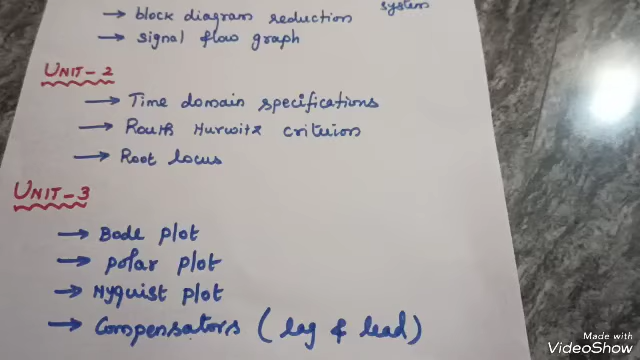 system
→ block diagram reduction
→ signal flow graph
UNIT-2
→ Time domain specifications
→ Routh Hurwitz criterion
→ Root locus
UNIT-3
→ Bode plot
→ polar plot
→ Nyquist plot
→ Compensators (lag & lead)
Made with
VideoShow